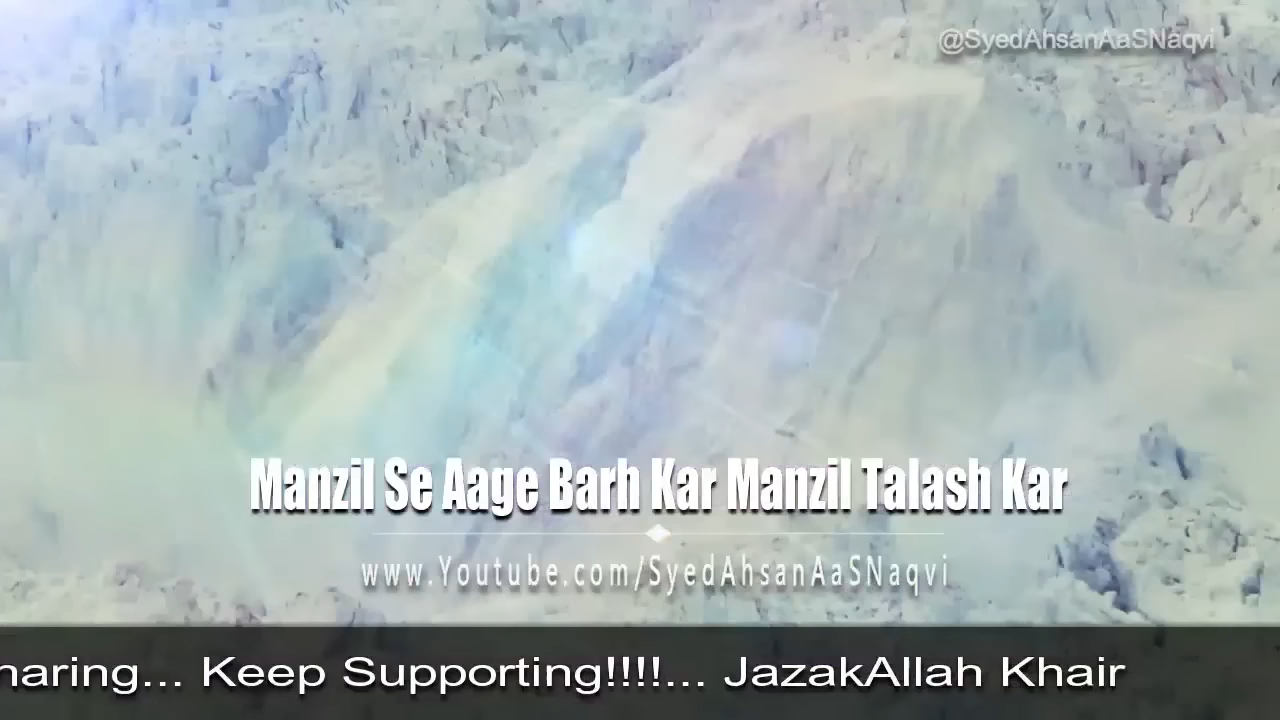 @SyedAhsanAaSNaqvi
Manzil Se Aage Barh Kar Manzil Talash Kar
www.Youtube.com/SyedAhsanAaSNaqvi
haring... Keep Supporting!!!!... JazakAllah Khair